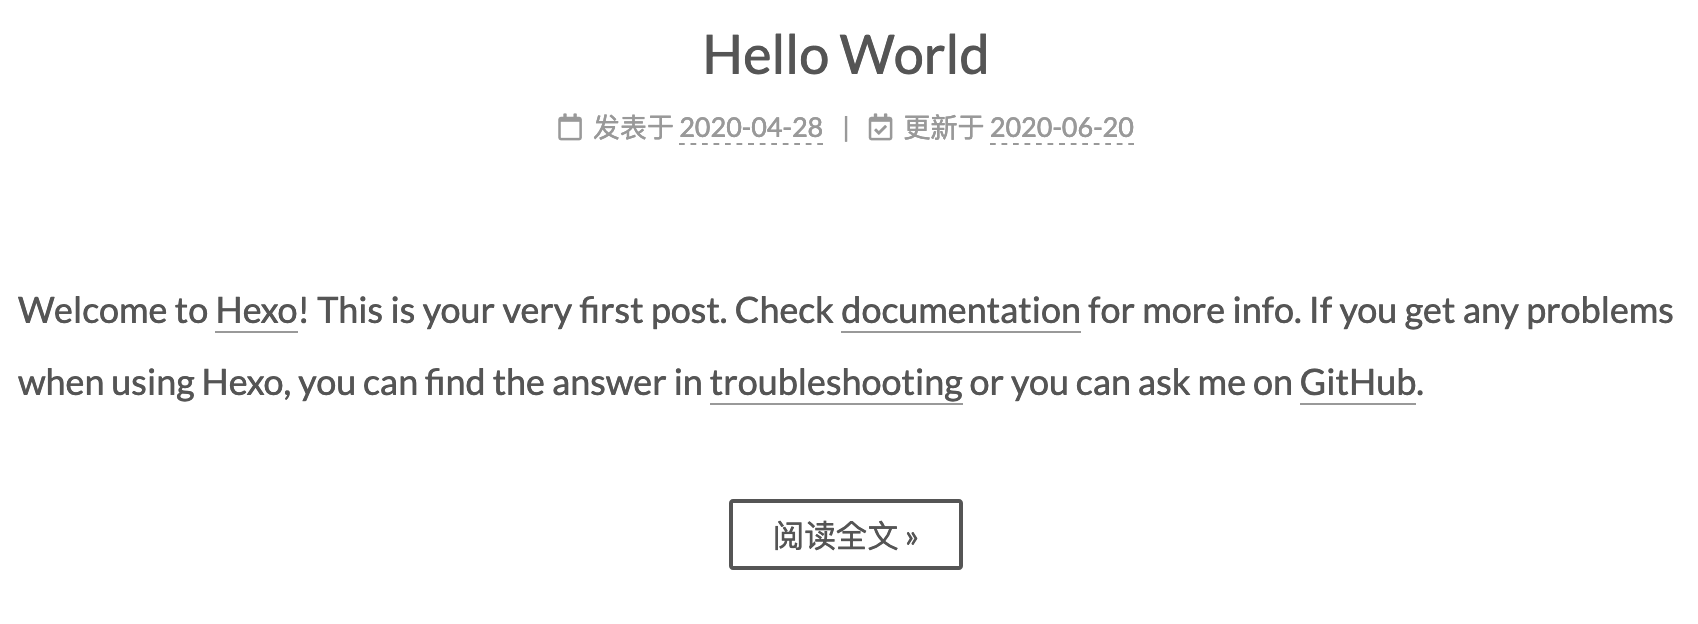 Hello World
发表于 2020-04-28 | 更新于 2020-06-20
Welcome to Hexo! This is your very first post. Check documentation for more info. If you get any problems
when using Hexo, you can find the answer in troubleshooting or you can ask me on GitHub.
阅读全文 »